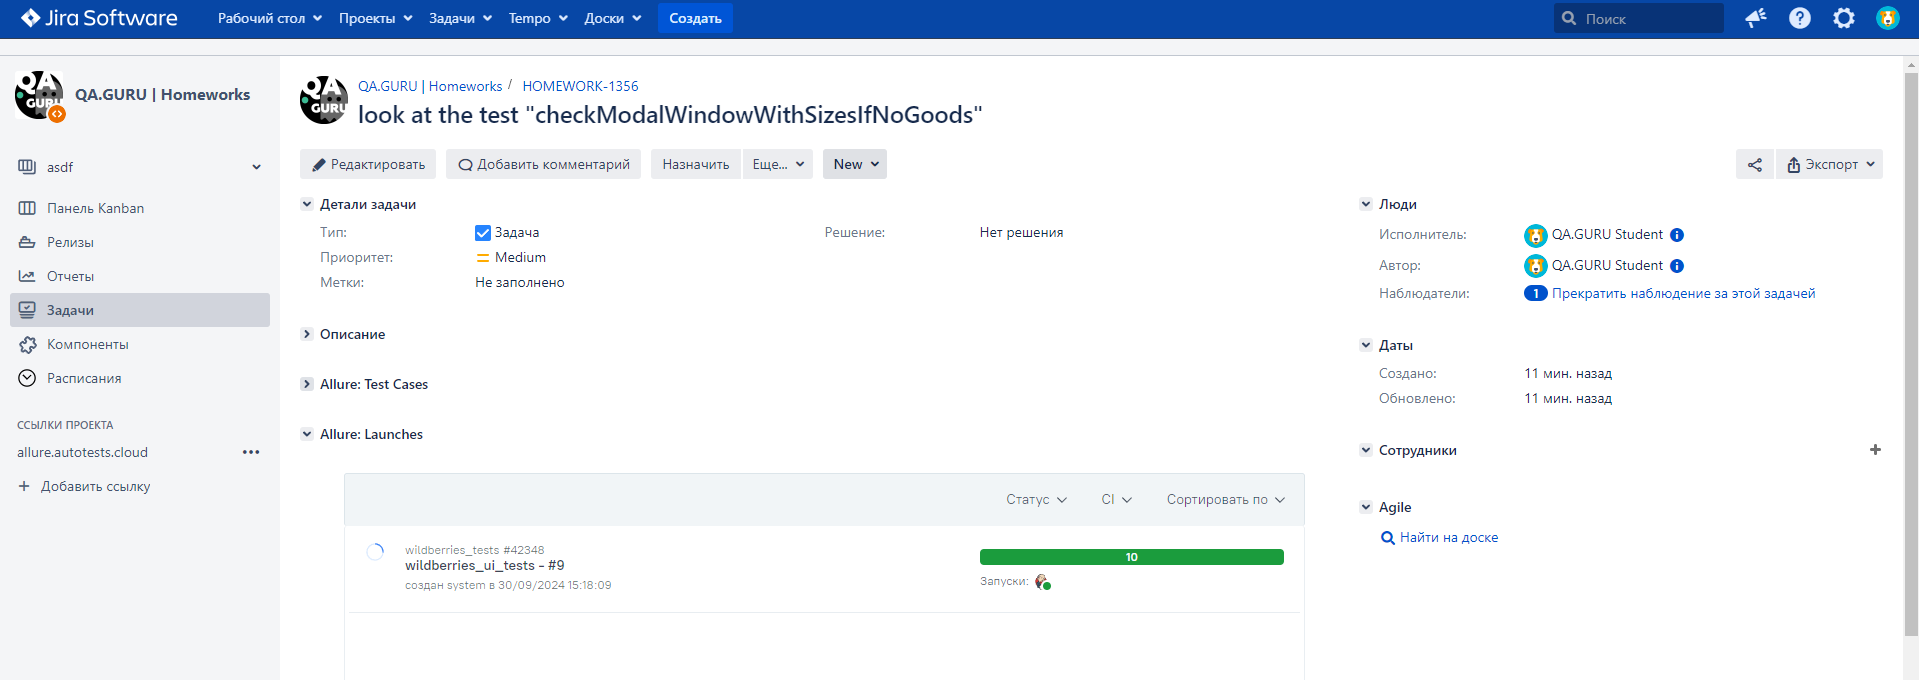 Jira Software Рабочий стол Проекты Задачи Tempo Доски Создать Поиск
QA.GURU | Homeworks
asdf
Панель Kanban
Релизы
Отчеты
Задачи
Компоненты
Расписания
ССЫЛКИ ПРОЕКТА
allure.autotests.cloud
Добавить ссылку
QA GURU
QA.GURU | Homeworks / HOMEWORK-1356
look at the test "checkModalWindowWithSizesIfNoGoods"
Редактировать Добавить комментарий Назначить Еще... New Экспорт
Детали задачи
Тип: Задача Решение: Нет решения
Приоритет: Medium
Метки: Не заполнено
Описание
Allure: Test Cases
Allure: Launches
Статус CI Сортировать по
wildberries_tests #42348
wildberries_ui_tests - #9
создан system в 30/09/2024 15:18:09
10
Запуски:
Люди
Исполнитель: QA.GURU Student
Автор: QA.GURU Student
Наблюдатели: 1 Прекратить наблюдение за этой задачей
Даты
Создано: 11 мин. назад
Обновлено: 11 мин. назад
Сотрудники
Agile
Найти на доске